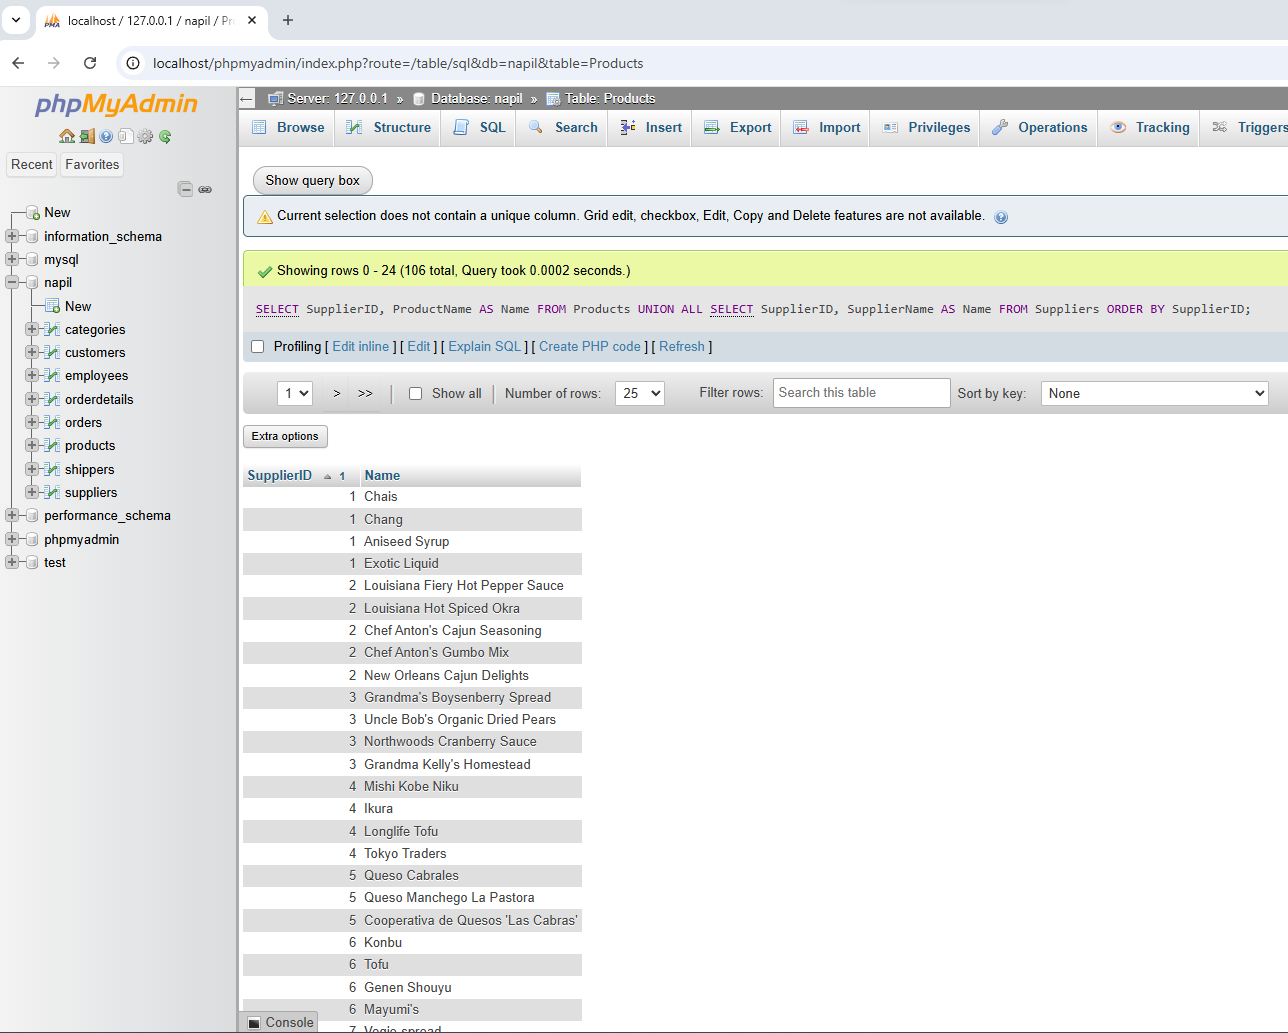 localhost / 127.0.0.1 / napil / Pr
localhost/phpmyadmin/index.php?route=/table/sql&db=napil&table=Products
phpMyAdmin
Recent Favorites
New
information_schema
mysql
napil
New
categories
customers
employees
orderdetails
orders
products
shippers
suppliers
performance_schema
phpmyadmin
test
Server: 127.0.0.1 » Database: napil » Table: Products
Browse Structure SQL Search Insert Export Import Privileges Operations Tracking Triggers
Show query box
Current selection does not contain a unique column. Grid edit, checkbox, Edit, Copy and Delete features are not available.
Showing rows 0 - 24 (106 total, Query took 0.0002 seconds.)
SELECT SupplierID, ProductName AS Name FROM Products UNION ALL SELECT SupplierID, SupplierName AS Name FROM Suppliers ORDER BY SupplierID;
Profiling [ Edit inline ] [ Edit ] [ Explain SQL ] [ Create PHP code ] [ Refresh ]
1 > >> | Show all | Number of rows: 25 Filter rows: Search this table Sort by key: None
Extra options
SupplierID 1 Name
1 Chais
1 Chang
1 Aniseed Syrup
1 Exotic Liquid
2 Louisiana Fiery Hot Pepper Sauce
2 Louisiana Hot Spiced Okra
2 Chef Anton's Cajun Seasoning
2 Chef Anton's Gumbo Mix
2 New Orleans Cajun Delights
3 Grandma's Boysenberry Spread
3 Uncle Bob's Organic Dried Pears
3 Northwoods Cranberry Sauce
3 Grandma Kelly's Homestead
4 Mishi Kobe Niku
4 Ikura
4 Longlife Tofu
4 Tokyo Traders
5 Queso Cabrales
5 Queso Manchego La Pastora
5 Cooperativa de Quesos 'Las Cabras'
6 Konbu
6 Tofu
6 Genen Shouyu
6 Mayumi's
7 Vegie-spread
Console